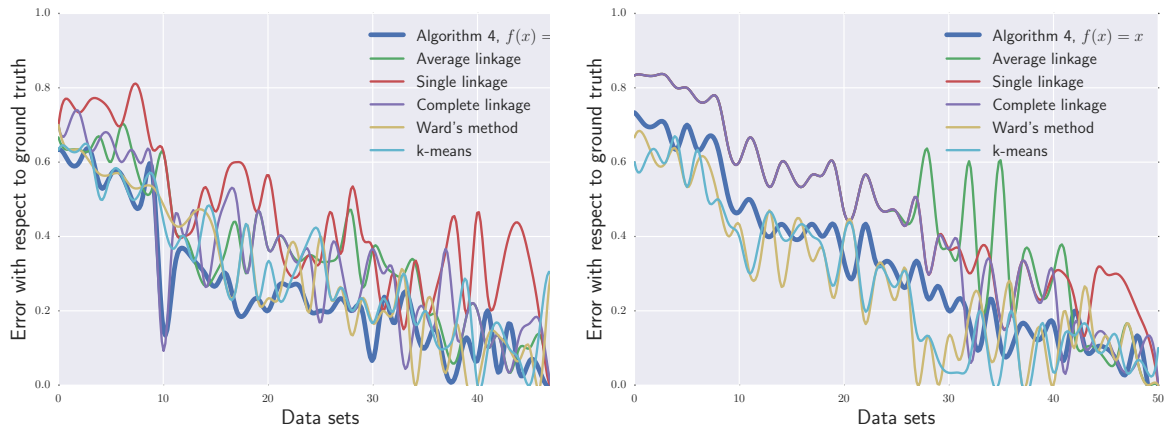 Error with respect to ground truth
1.0
0.8
0.6
0.4
0.2
0.0
0
10
20
30
40
Data sets
Algorithm 4, f(x) =
Average linkage
Single linkage
Complete linkage
Ward's method
k-means
Error with respect to ground truth
1.0
0.8
0.6
0.4
0.2
0.0
0
10
20
30
40
50
Data sets
Algorithm 4, f(x) = x
Average linkage
Single linkage
Complete linkage
Ward's method
k-means